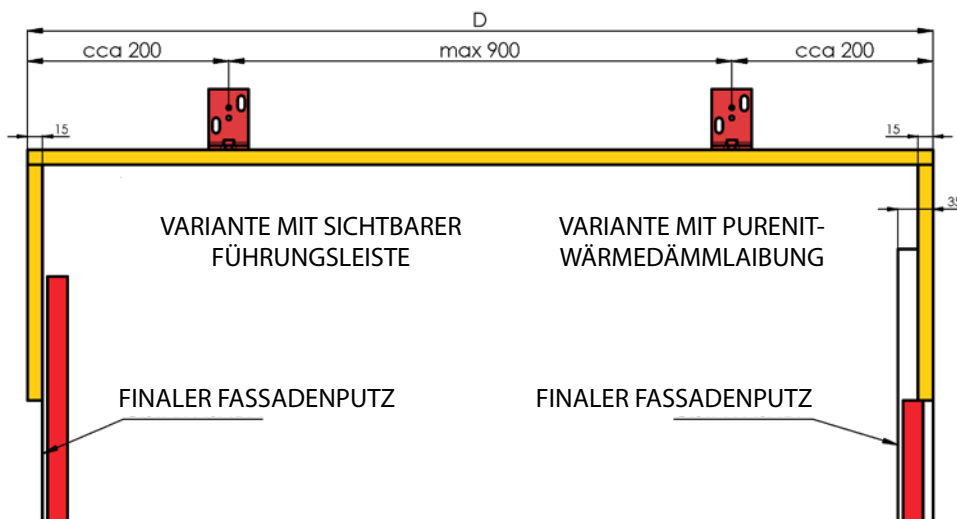 D
cca 200
max 900
cca 200
15
15
35
VARIANTE MIT SICHTBARER
FÜHRUNGSLEISTE
VARIANTE MIT PURENIT-
WÄRMEDÄMMLAIBUNG
FINALER FASSADENPUTZ
FINALER FASSADENPUTZ